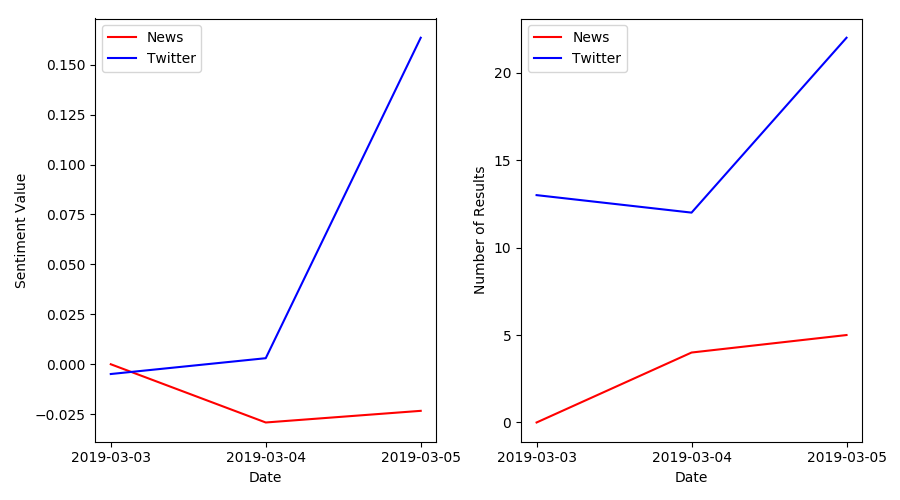 News
Twitter
0.150
0.125
0.100
0.075
0.050
0.025
0.000
−0.025
Sentiment Value
2019-03-03 2019-03-04 2019-03-05
Date
News
Twitter
20
15
10
5
0
Number of Results
2019-03-03 2019-03-04 2019-03-05
Date